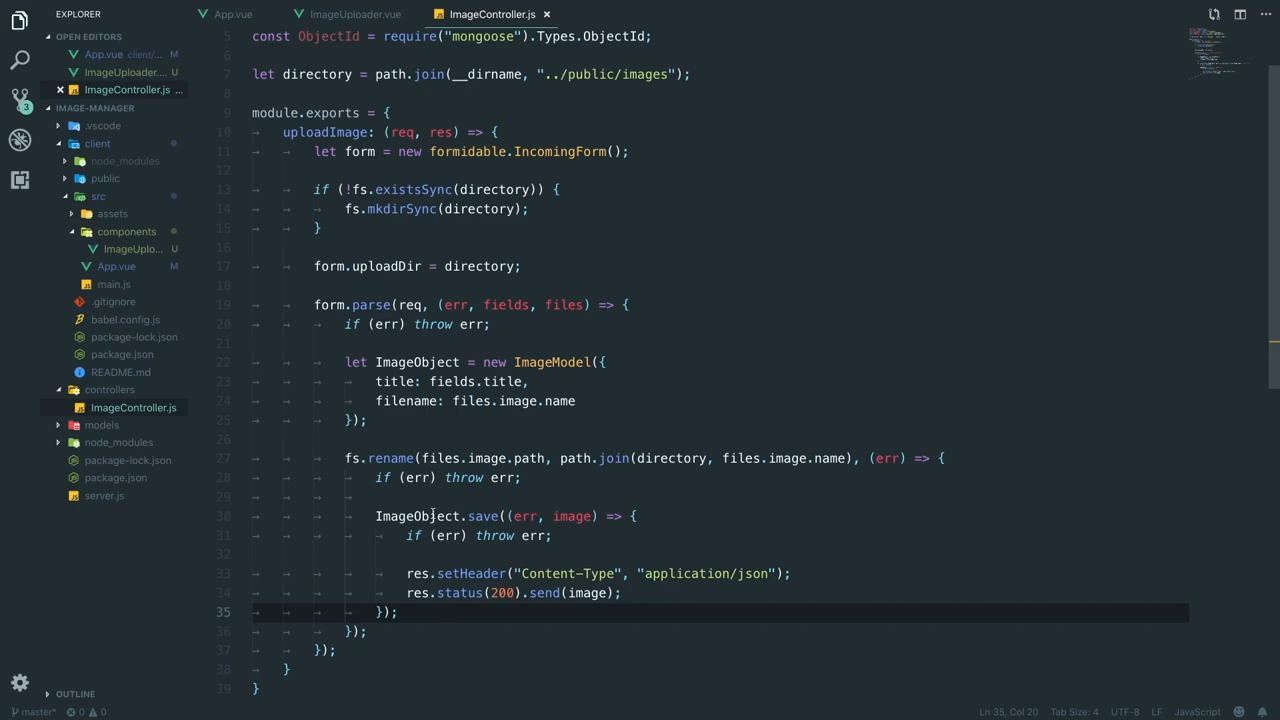 EXPLORER
OPEN EDITORS
App.vue client/... M
ImageUploader.... U
ImageController.js ...
3
IMAGE-MANAGER
.vscode
client
node_modules
public
src
assets
components
ImageUplo... U
App.vue M
main.js
.gitignore
babel.config.js
package-lock.json
package.json
README.md
controllers
ImageController.js
models
node_modules
package-lock.json
package.json
server.js
OUTLINE
App.vue ImageUploader.vue ImageController.js
5 const ObjectId = require("mongoose").Types.ObjectId;
6
7 let directory = path.join(__dirname, "../public/images");
8
9 module.exports = {
10 uploadImage: (req, res) => {
11 let form = new formidable.IncomingForm();
12
13 if (!fs.existsSync(directory)) {
14 fs.mkdirSync(directory);
15 }
16
17 form.uploadDir = directory;
18
19 form.parse(req, (err, fields, files) => {
20 if (err) throw err;
21
22 let ImageObject = new ImageModel({
23 title: fields.title,
24 filename: files.image.name
25 });
26
27 fs.rename(files.image.path, path.join(directory, files.image.name), (err) => {
28 if (err) throw err;
29
30 ImageObject.save((err, image) => {
31 if (err) throw err;
32
33 res.setHeader("Content-Type", "application/json");
34 res.status(200).send(image);
35 });
36 });
37 });
38 }
39 }
master* 0 0 Ln 35, Col 20 Tab Size: 4 UTF-8 LF JavaScript